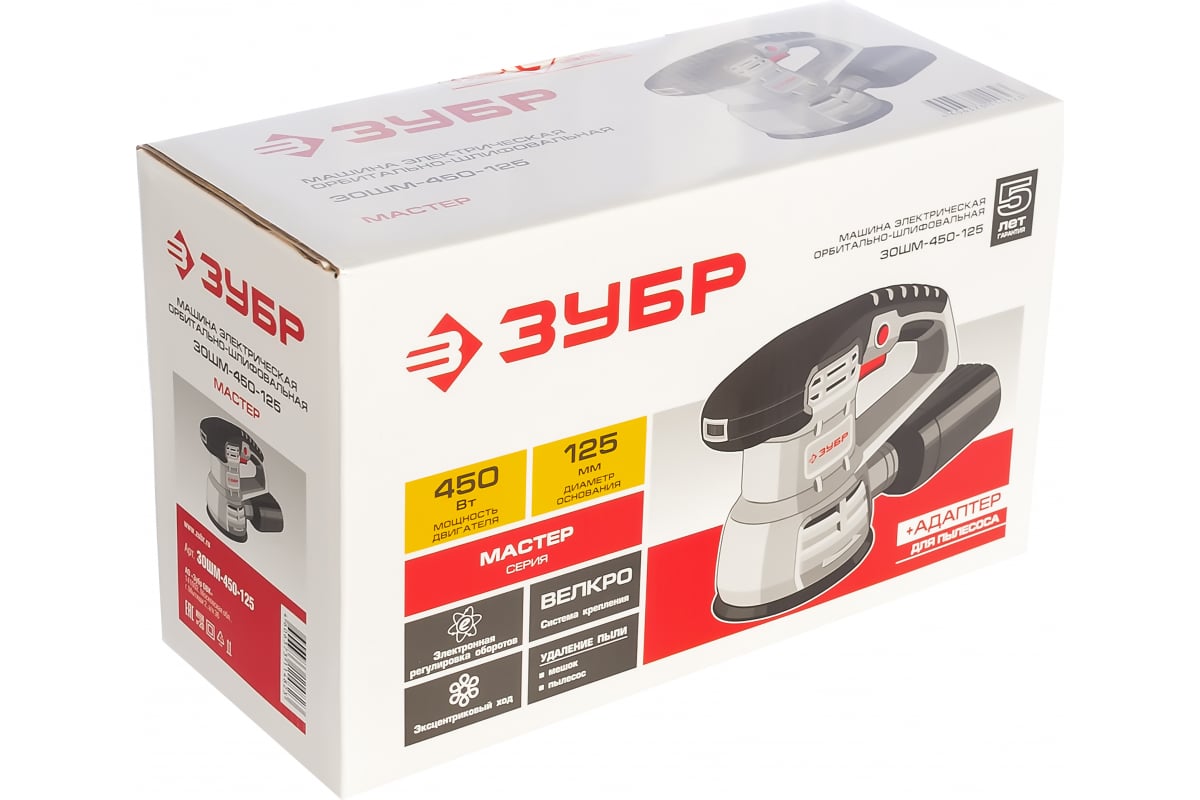 ЗУБР
МАШИНА ЭЛЕКТРИЧЕСКАЯ
ОРБИТАЛЬНО-ШЛИФОВАЛЬНАЯ
ЗОШМ-450-125
МАСТЕР
ЗУБР
МАШИНА ЭЛЕКТРИЧЕСКАЯ
ОРБИТАЛЬНО-ШЛИФОВАЛЬНАЯ
ЗОШМ-450-125
МАСТЕР
ЗУБР
www.zubr.ru
Арт. ЗОШМ-450-125
EAC
5
лет
ГАРАНТИЯ
МАШИНА ЭЛЕКТРИЧЕСКАЯ
ОРБИТАЛЬНО-ШЛИФОВАЛЬНАЯ
ЗОШМ-450-125
ЗУБР
ЗУБР
450
Вт
МОЩНОСТЬ
ДВИГАТЕЛЯ
125
ММ
ДИАМЕТР
ОСНОВАНИЯ
МАСТЕР
СЕРИЯ
e
Электронная
регулировка оборотов
ВЕЛКРО
Система крепления
Эксцентриковый ход
УДАЛЕНИЕ ПЫЛИ
мешок
пылесос
+АДАПТЕР
ДЛЯ ПЫЛЕСОСА